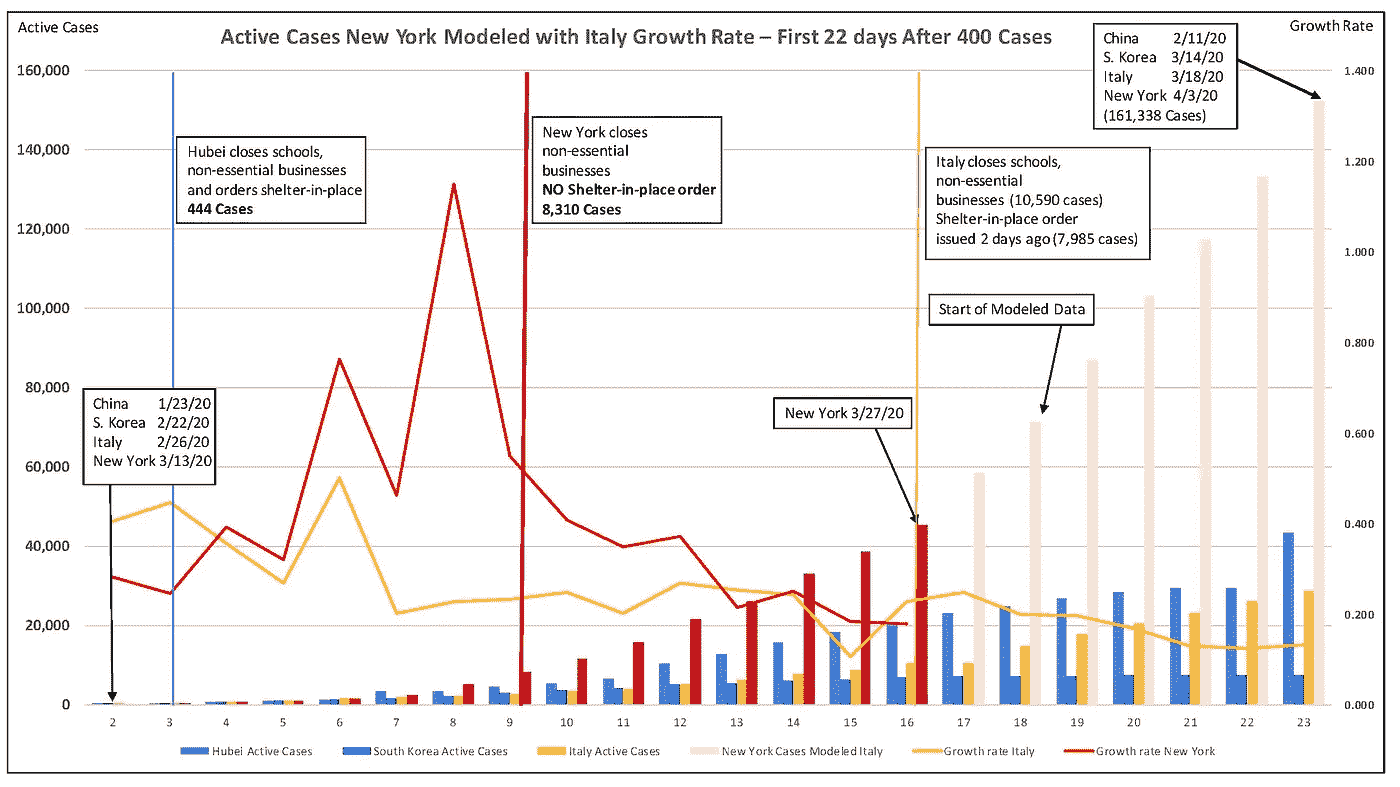 Active Cases
Active Cases New York Modeled with Italy Growth Rate – First 22 days After 400 Cases
Growth Rate
160,000
140,000
120,000
100,000
80,000
60,000
40,000
20,000
0
1.400
1.200
1.000
0.800
0.600
0.400
0.200
0.000
Hubei closes schools,
non-essential businesses
and orders shelter-in-place
444 Cases
New York closes
non-essential
businesses
NO Shelter-in-place order
8,310 Cases
Italy closes schools,
non-essential
businesses (10,590 cases)
Shelter-in-place order
issued 2 days ago (7,985 cases)
China 2/11/20
S. Korea 3/14/20
Italy 3/18/20
New York 4/3/20
(161,338 Cases)
Start of Modeled Data
China 1/23/20
S. Korea 2/22/20
Italy 2/26/20
New York 3/13/20
New York 3/27/20
2 3 4 5 6 7 8 9 10 11 12 13 14 15 16 17 18 19 20 21 22 23
Hubei Active Cases South Korea Active Cases Italy Active Cases New York Cases Modeled Italy Growth rate Italy Growth rate New York